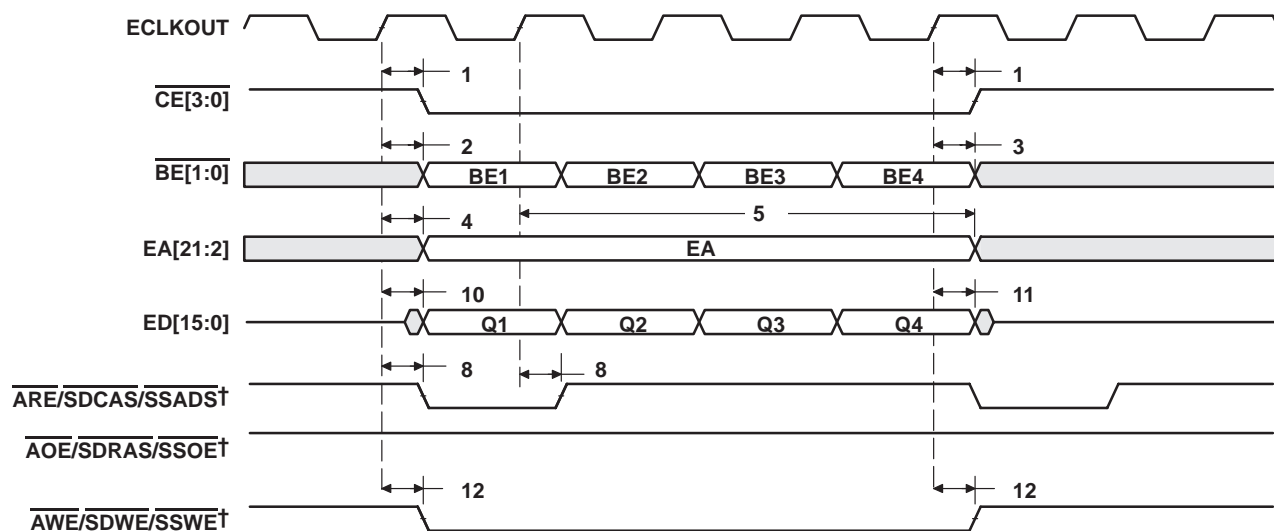 ECLKOUT
1 1
CE[3:0]
2 3
BE[1:0] BE1 BE2 BE3 BE4
4 5
EA[21:2] EA
10 11
ED[15:0] Q1 Q2 Q3 Q4
8 8
ARE/SDCAS/SSADS†
AOE/SDRAS/SSOE†
12 12
AWE/SDWE/SSWE†